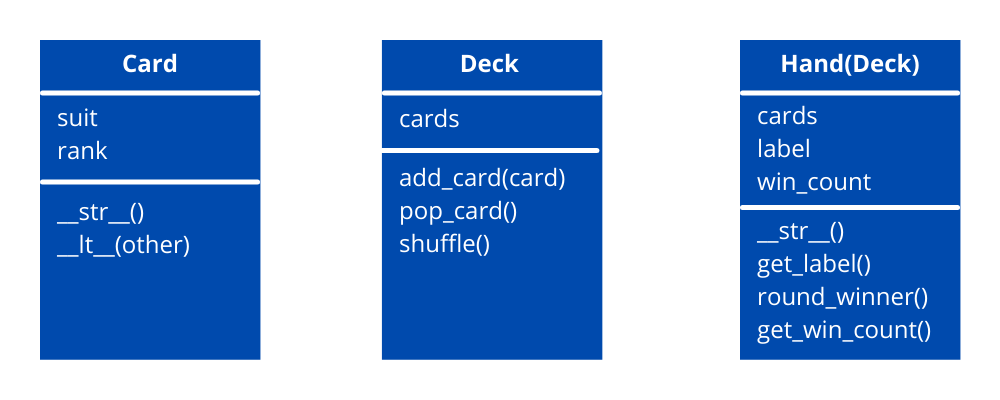 Card
suit
rank
__str__()
__lt__(other)
Deck
cards
add_card(card)
pop_card()
shuffle()
Hand(Deck)
cards
label
win_count
__str__()
get_label()
round_winner()
get_win_count()